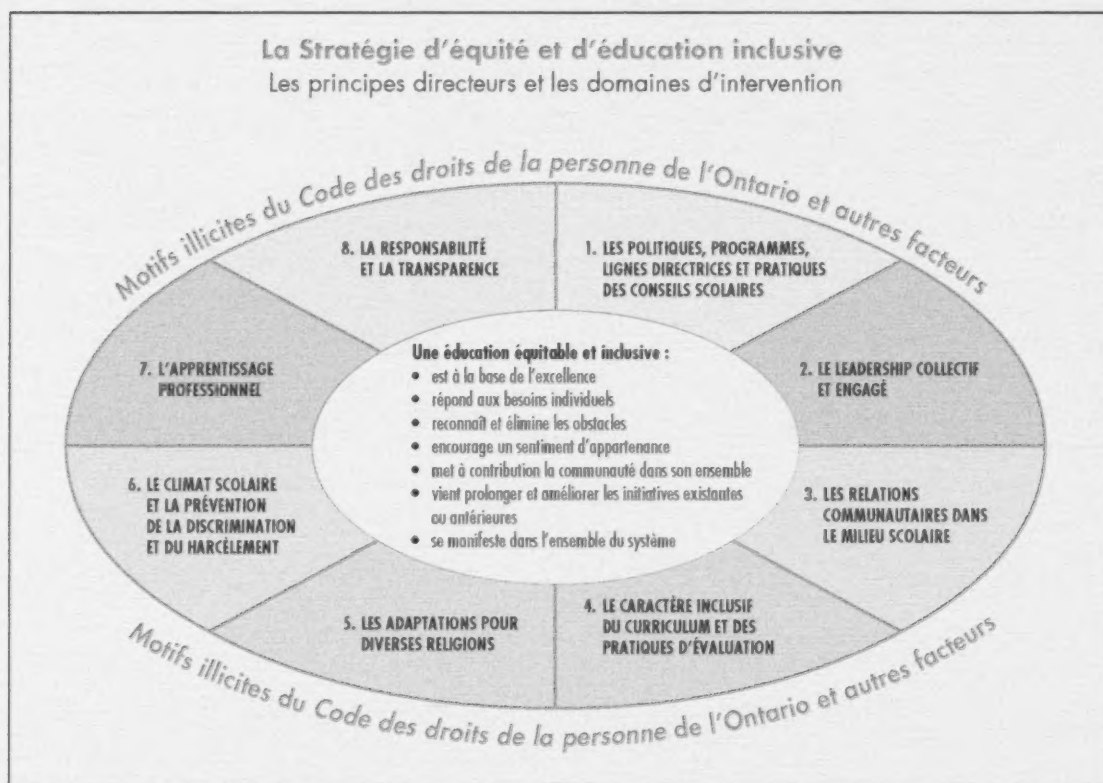 La Stratégie d'équité et d'éducation inclusive
Les principes directeurs et les domaines d'intervention
Motifs illicites du Code des droits de la personne de l'Ontario et autres facteurs
1. LES POLITIQUES, PROGRAMMES,
LIGNES DIRECTRICES ET PRATIQUES
DES CONSEILS SCOLAIRES
2. LE LEADERSHIP COLLECTIF
ET ENGAGÉ
3. LES RELATIONS
COMMUNAUTAIRES DANS
LE MILIEU SCOLAIRE
4. LE CARACTÈRE INCLUSIF
DU CURRICULUM ET DES
PRATIQUES D'ÉVALUATION
5. LES ADAPTATIONS POUR
DIVERSES RELIGIONS
6. LE CLIMAT SCOLAIRE
ET LA PRÉVENTION
DE LA DISCRIMINATION
ET DU HARCÈLEMENT
7. L'APPRENTISSAGE
PROFESSIONNEL
8. LA RESPONSABILITÉ
ET LA TRANSPARENCE
Une éducation équitable et inclusive :
• est à la base de l'excellence
• répond aux besoins individuels
• reconnaît et élimine les obstacles
• encourage un sentiment d'appartenance
• met à contribution la communauté dans son ensemble
• vient prolonger et améliorer les initiatives existantes
ou antérieures
• se manifeste dans l'ensemble du système
Motifs illicites du Code des droits de la personne de l'Ontario et autres facteurs